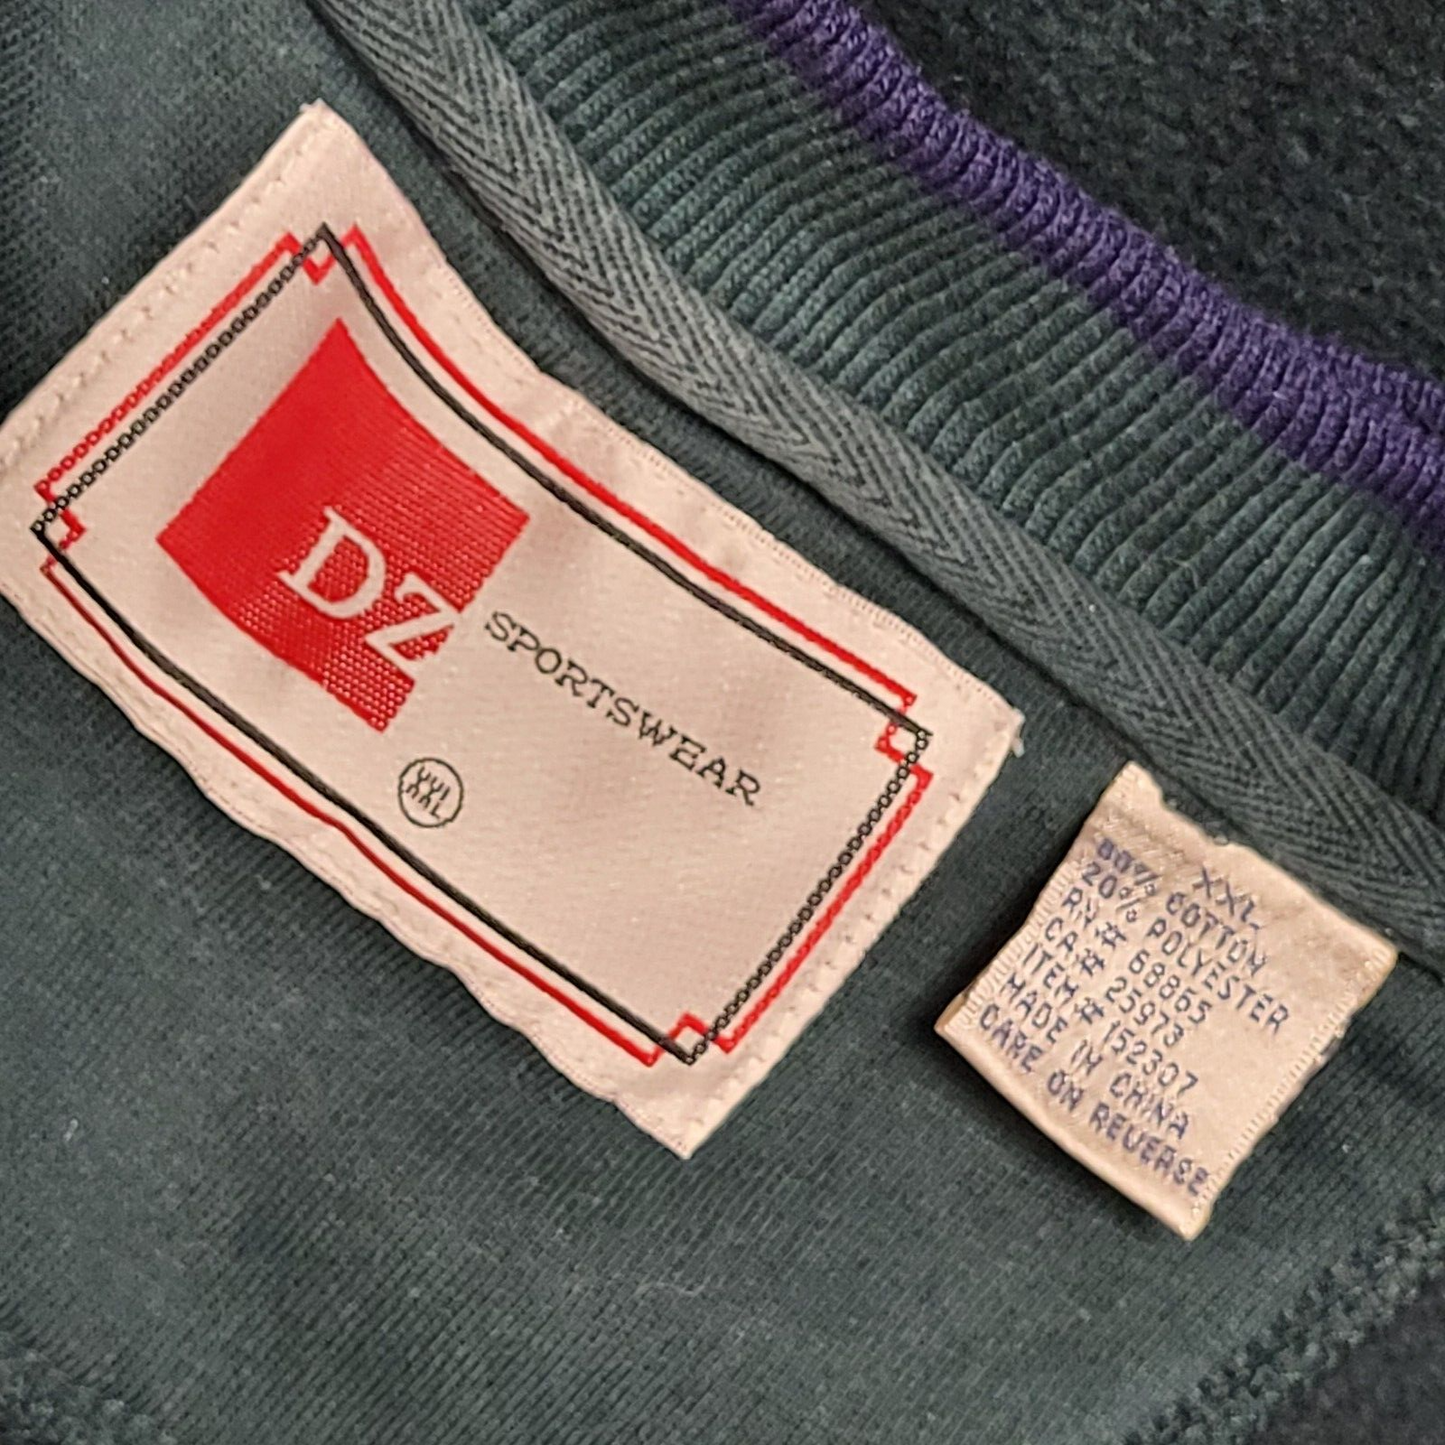 DZ
SPORTSWEAR
XXL
XXL
80% COTTON
20% POLYESTER
RN# 68865
CA# 25973
ITEM# 152307
MADE IN CHINA
CARE ON REVERSE